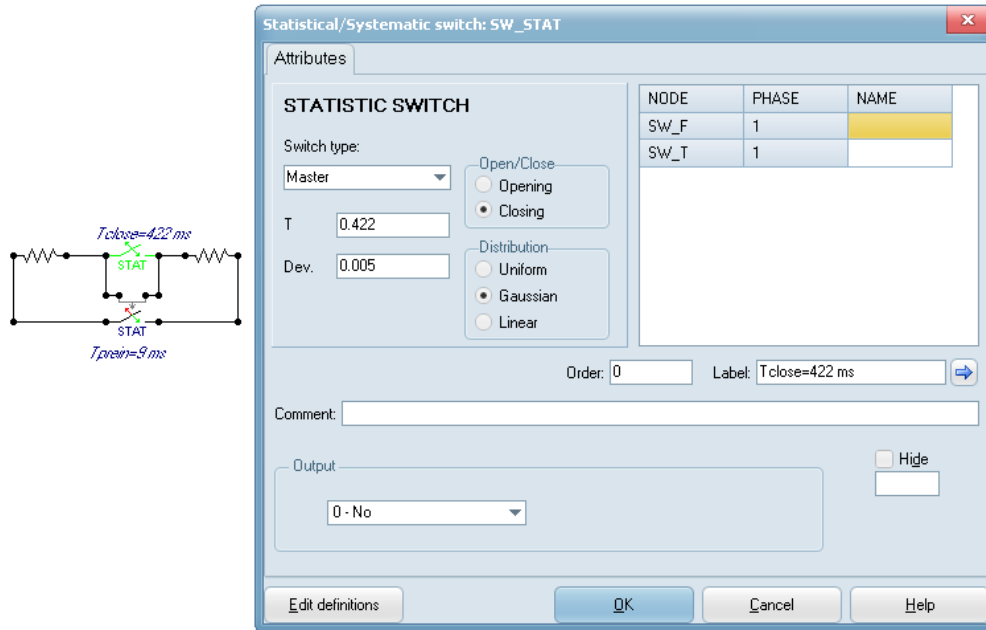 Statistical/Systematic switch: SW_STAT
Attributes
STATISTIC SWITCH
Switch type:
Master
Open/Close
Opening
Closing
T 0.422
Dev. 0.005
Distribution
Uniform
Gaussian
Linear
NODE PHASE NAME
SW_F 1
SW_T 1
Order: 0 Label: Tclose=422 ms
Comment:
Output
0 - No
Hide
Edit definitions OK Cancel Help
Tclose=422 ms
STAT
STAT
Tprein=9 ms